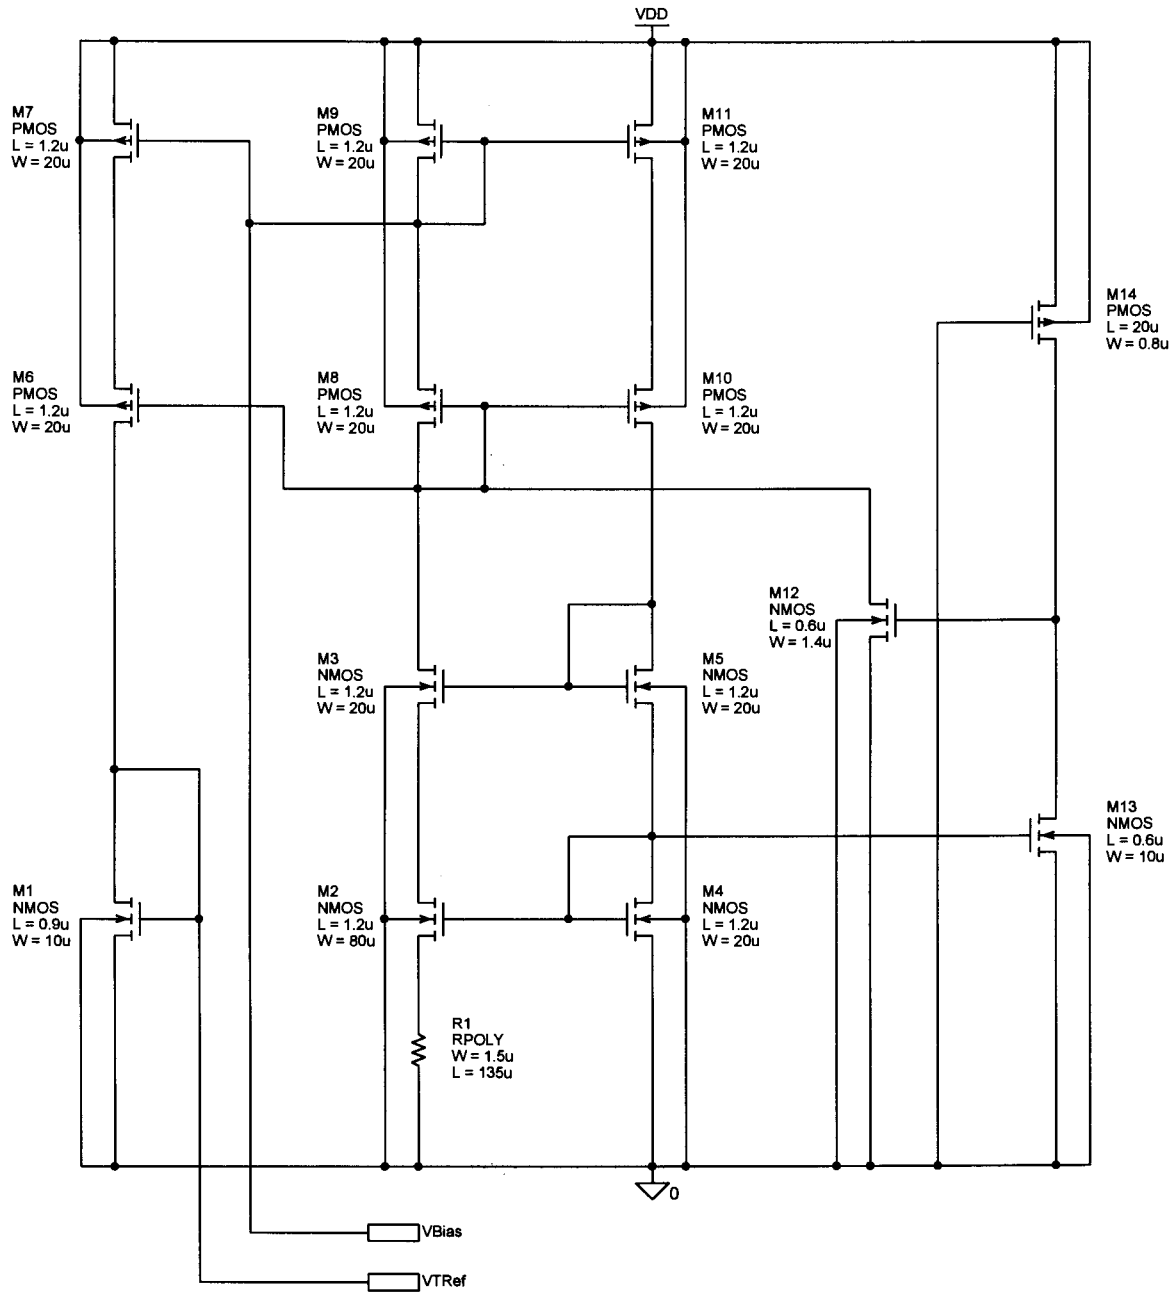 VDD
M7
PMOS
L = 1.2u
W = 20u
M9
PMOS
L = 1.2u
W = 20u
M11
PMOS
L = 1.2u
W = 20u
M14
PMOS
L = 20u
W = 0.8u
M6
PMOS
L = 1.2u
W = 20u
M8
PMOS
L = 1.2u
W = 20u
M10
PMOS
L = 1.2u
W = 20u
M12
NMOS
L = 0.6u
W = 1.4u
M3
NMOS
L = 1.2u
W = 20u
M5
NMOS
L = 1.2u
W = 20u
M13
NMOS
L = 0.6u
W = 10u
M1
NMOS
L = 0.9u
W = 10u
M2
NMOS
L = 1.2u
W = 80u
M4
NMOS
L = 1.2u
W = 20u
R1
RPOLY
W = 1.5u
L = 135u
0
VBias
VTRef